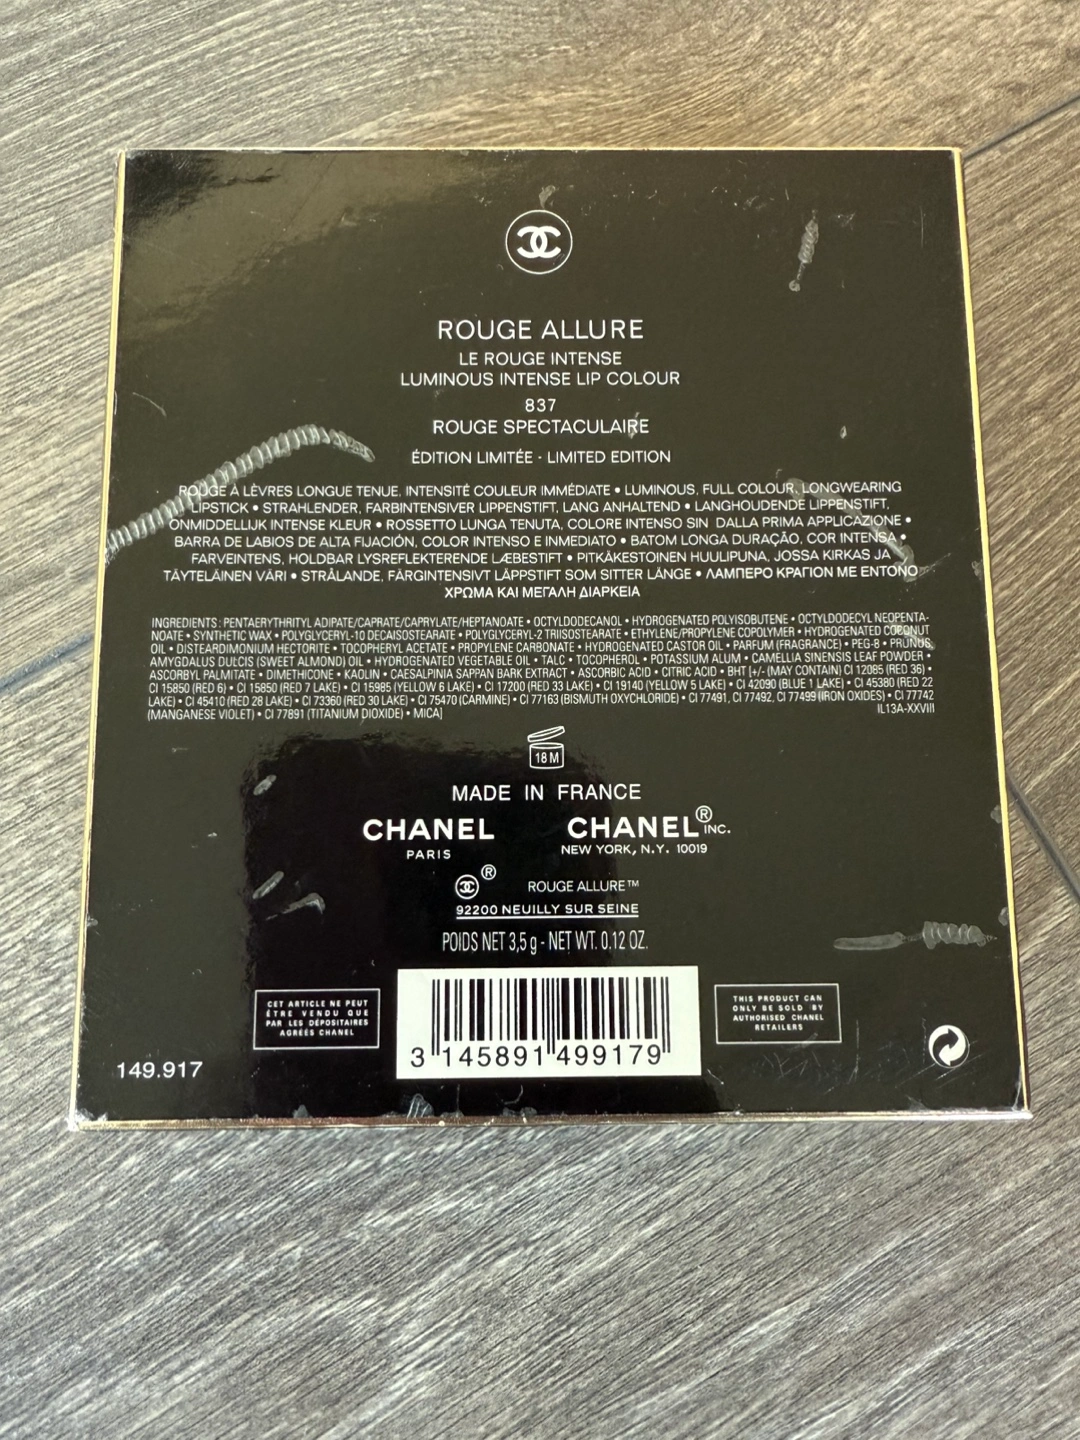 ROUGE ALLURE
LE ROUGE INTENSE
LUMINOUS INTENSE LIP COLOUR
837
ROUGE SPECTACULAIRE
ÉDITION LIMITÉE - LIMITED EDITION
ROUGE À LÈVRES LONGUE TENUE, INTENSITÉ COULEUR IMMÉDIATE • LUMINOUS, FULL COLOUR, LONGWEARING
LIPSTICK • STRAHLENDER, FARBINTENSIVER LIPPENSTIFT, LANG ANHALTEND • LANGHOUDENDE LIPPENSTIFT,
ONMIDDELLIJK INTENSE KLEUR • ROSSETTO LUNGA TENUTA, COLORE INTENSO SIN DALLA PRIMA APPLICAZIONE •
BARRA DE LABIOS DE ALTA FIJACIÓN, COLOR INTENSO E INMEDIATO • BATOM LONGA DURAÇÃO, COR INTENSA •
FARVEINTENS, HOLDBAR LYSREFLEKTERENDE LÆBESTIFT • PITKÄKESTOINEN HUULIPUNA, JOSSA KIRKAS JA
TÄYTELÄINEN VÄRI • STRÅLANDE, FÄRGINTENSIVT LÄPPSTIFT SOM SITTER LÄNGE • ΛΑΜΠΕΡΟ ΚΡΑΓΙΟΝ ΜΕ ΕΝΤΟΝΟ
ΧΡΩΜΑ ΚΑΙ ΜΕΓΑΛΗ ΔΙΑΡΚΕΙΑ
INGREDIENTS: PENTAERYTHRITYL ADIPATE/CAPRATE/CAPRYLATE/HEPTANOATE • OCTYLDODECANOL • HYDROGENATED POLYISOBUTENE • OCTYLDODECYL NEOPENTA-
NOATE • SYNTHETIC WAX • POLYGLYCERYL-10 DECAISOSTEARATE • POLYGLYCERYL-2 TRIISOSTEARATE • ETHYLENE/PROPYLENE COPOLYMER • HYDROGENATED COCONUT
OIL • DISTEARDIMONIUM HECTORITE • TOCOPHERYL ACETATE • PROPYLENE CARBONATE • HYDROGENATED CASTOR OIL • PARFUM (FRAGRANCE) • PEG-8 • PRUNUS
AMYGDALUS DULCIS (SWEET ALMOND) OIL • HYDROGENATED VEGETABLE OIL • TALC • TOCOPHEROL • POTASSIUM ALUM • CAMELLIA SINENSIS LEAF POWDER •
ASCORBYL PALMITATE • DIMETHICONE • KAOLIN • CAESALPINIA SAPPAN BARK EXTRACT • ASCORBIC ACID • CITRIC ACID • BHT [+/- (MAY CONTAIN) CI 12085 (RED 36) •
CI 15850 (RED 6) • CI 15850 (RED 7 LAKE) • CI 15985 (YELLOW 6 LAKE) • CI 17200 (RED 33 LAKE) • CI 19140 (YELLOW 5 LAKE) • CI 42090 (BLUE 1 LAKE) • CI 45380 (RED 22
LAKE) • CI 45410 (RED 28 LAKE) • CI 73360 (RED 30 LAKE) • CI 75470 (CARMINE) • CI 77163 (BISMUTH OXYCHLORIDE) • CI 77491, CI 77492, CI 77499 (IRON OXIDES) • CI 77742
(MANGANESE VIOLET) • CI 77891 (TITANIUM DIOXIDE) • MICA] IL13A-XXVIII
18 M
MADE IN FRANCE
CHANEL CHANEL® INC.
PARIS NEW YORK, N.Y. 10019
® ROUGE ALLURE™
92200 NEUILLY SUR SEINE
POIDS NET 3,5 g - NET WT. 0.12 OZ.
CET ARTICLE NE PEUT
ÊTRE VENDU QUE
PAR LES DÉPOSITAIRES
AGRÉÉS CHANEL
THIS PRODUCT CAN
ONLY BE SOLD BY
AUTHORISED CHANEL
RETAILERS
3 145891 499179
149.917